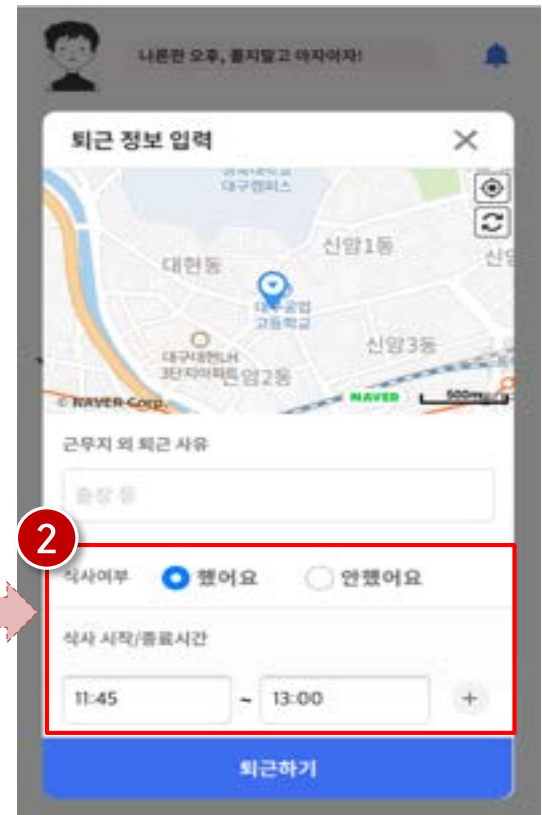 나른한 오후, 졸지말고 아자아자!
퇴근 정보 입력
대구캠퍼스
신암1동
대현동
대구공업
고등학교
신암3동
대구대현LH
3단지아파트
신암2동
© NAVER Corp.
NAVER
500m
근무지 외 퇴근 사유
출장 등
2
식사여부 했어요 안했어요
식사 시작/종료시간
11:45 ~ 13:00 +
퇴근하기